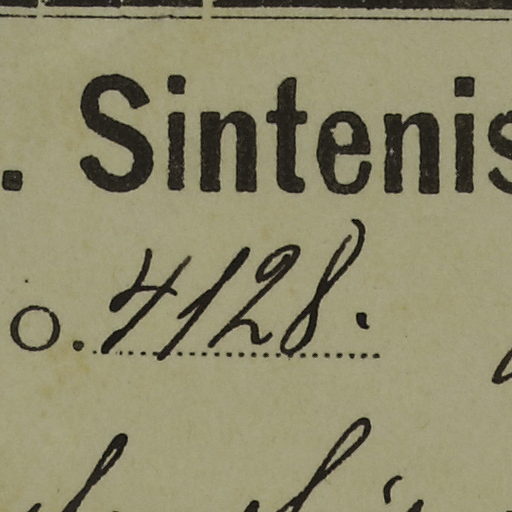 . Sintenis
o. 4128.